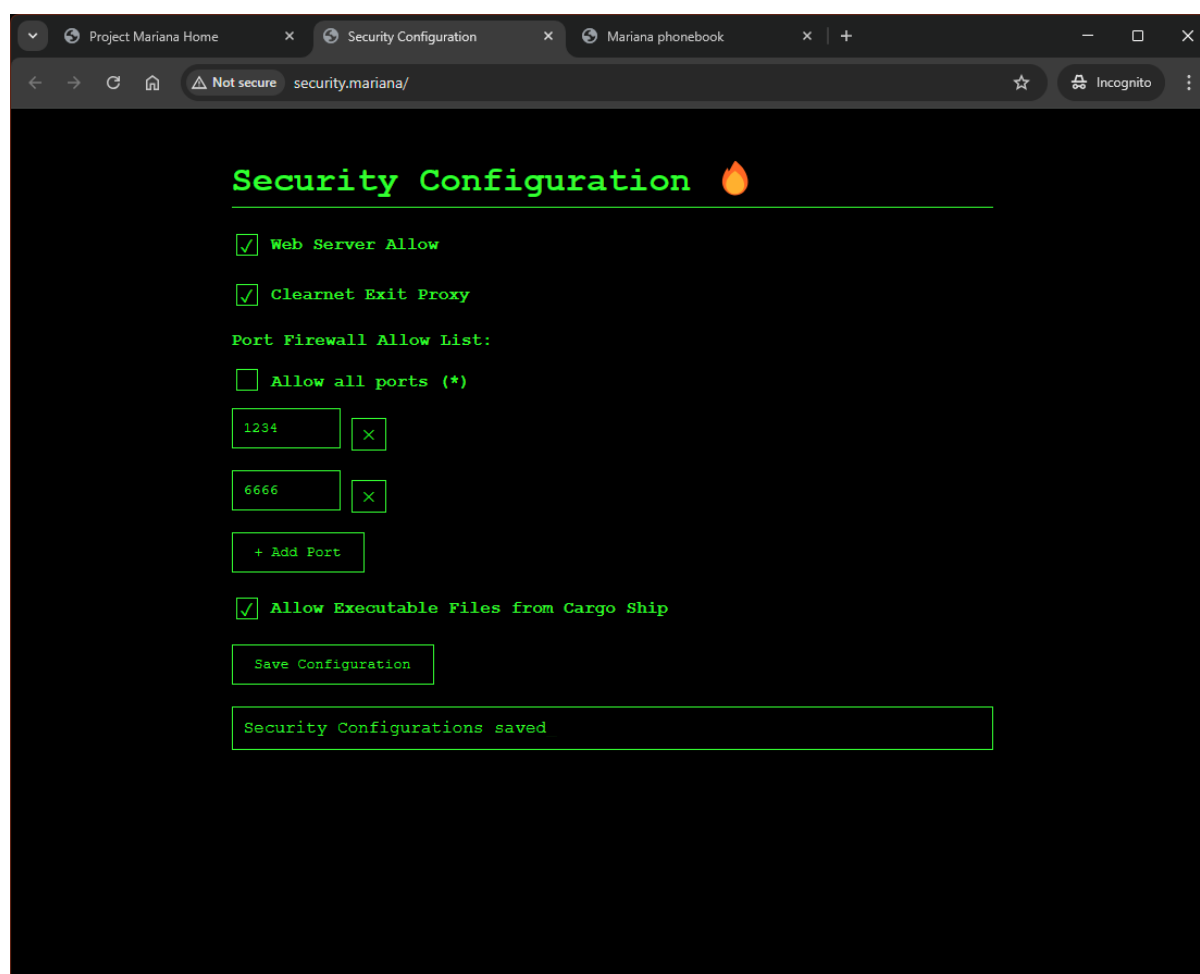 Project Mariana Home
Security Configuration
Mariana phonebook
Not secure security.mariana/
Incognito
Security Configuration 🔥
✓ Web Server Allow
✓ Clearnet Exit Proxy
Port Firewall Allow List:
Allow all ports (*)
1234 ×
6666 ×
+ Add Port
✓ Allow Executable Files from Cargo Ship
Save Configuration
Security Configurations saved